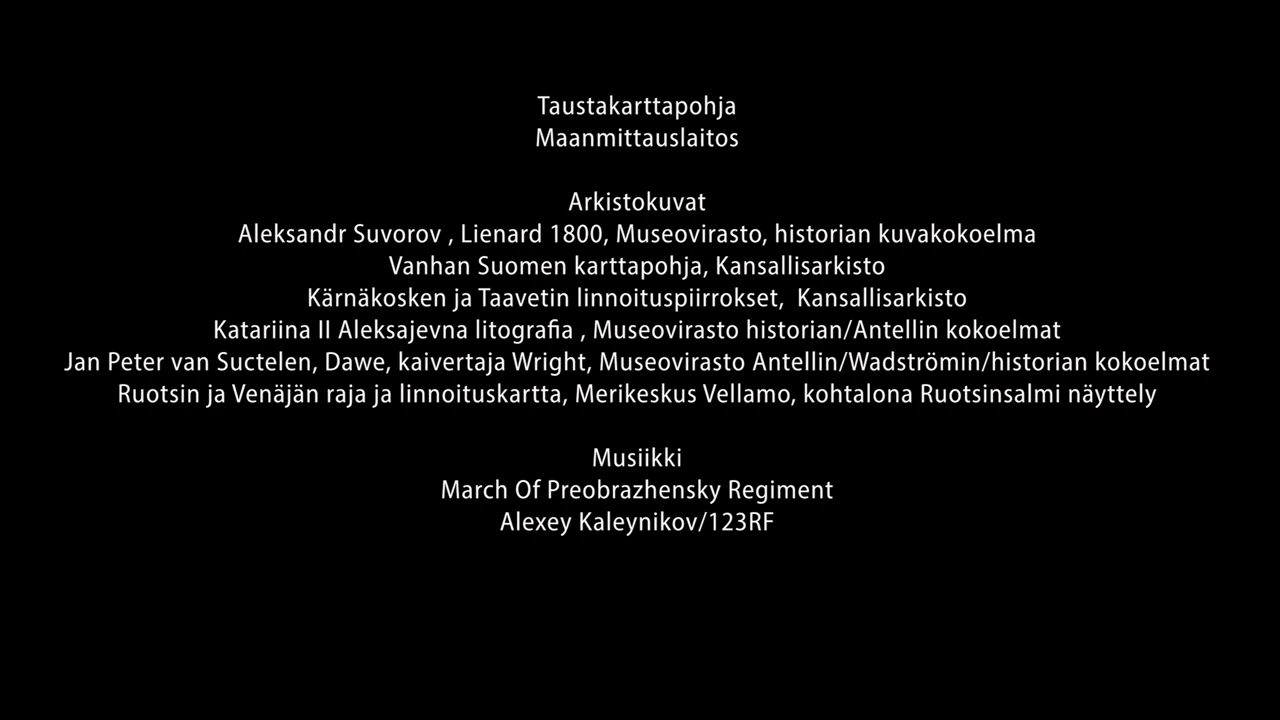 Taustakarttapohja
Maanmittauslaitos
Arkistokuvat
Aleksandr Suvorov , Lienard 1800, Museovirasto, historian kuvakokoelma
Vanhan Suomen karttapohja, Kansallisarkisto
Kärnäkosken ja Taavetin linnoituspiirrokset,  Kansallisarkisto
Katariina II Aleksajevna litografia , Museovirasto historian/Antellin kokoelmat
Jan Peter van Suctelen, Dawe, kaivertaja Wright, Museovirasto Antellin/Wadströmin/historian kokoelmat
Ruotsin ja Venäjän raja ja linnoituskartta, Merikeskus Vellamo, kohtalona Ruotsinsalmi näyttely
Musiikki
March Of Preobrazhensky Regiment
Alexey Kaleynikov/123RF